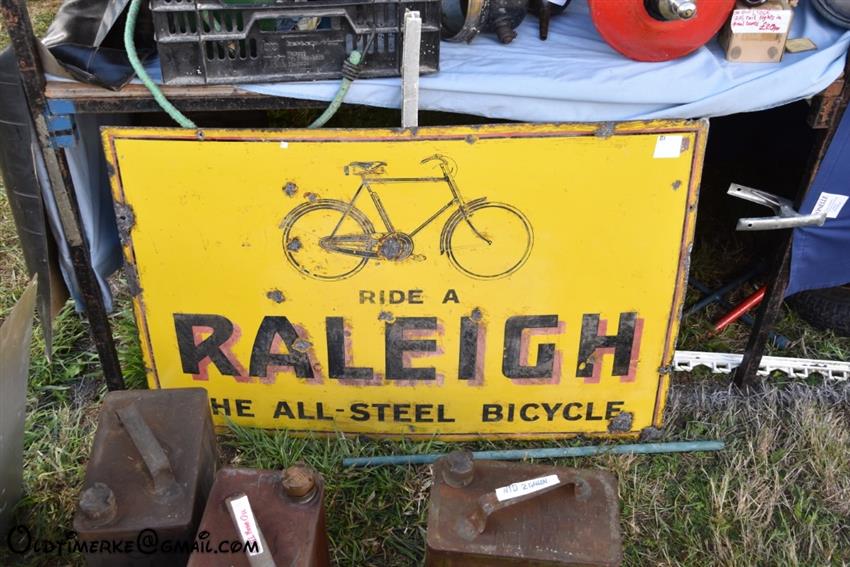 RIDE A
RALEIGH
HE ALL-STEEL BICYCLE
Oldtimerke@Gmail.com